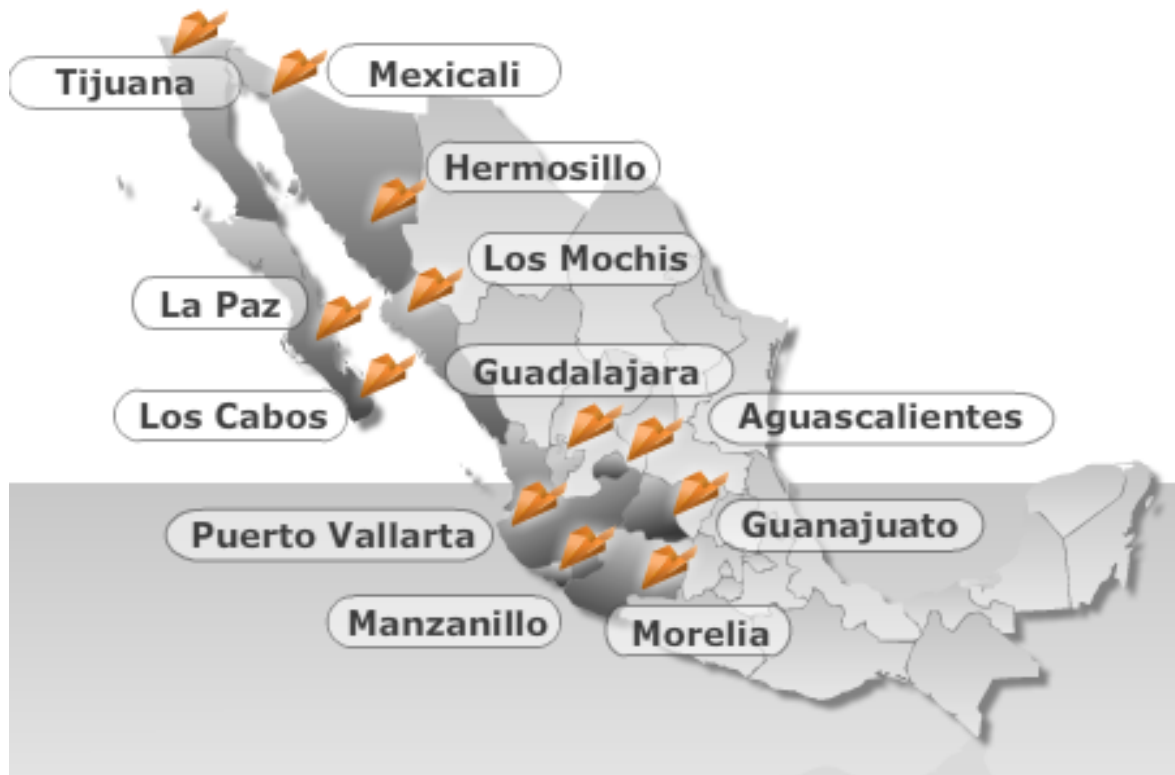 Tijuana
Mexicali
Hermosillo
Los Mochis
La Paz
Guadalajara
Los Cabos
Aguascalientes
Puerto Vallarta
Guanajuato
Manzanillo
Morelia